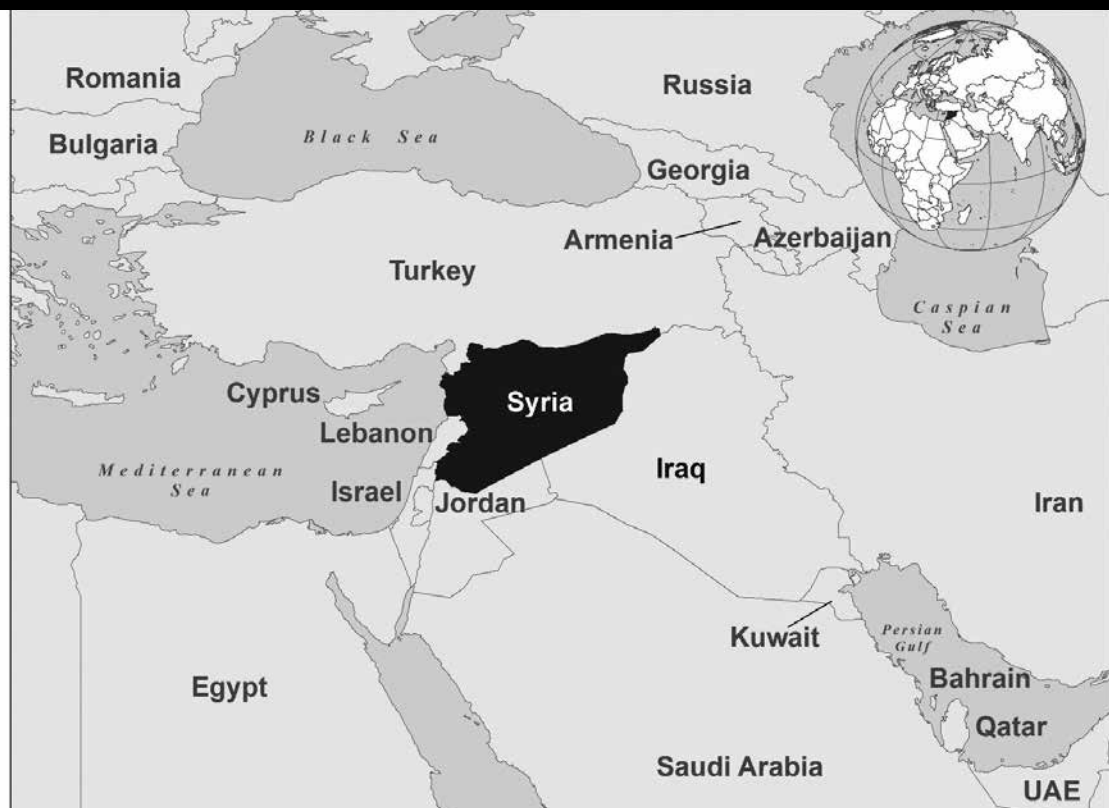 Romania
Russia
Black Sea
Bulgaria
Georgia
Armenia
Azerbaijan
Turkey
Caspian
Sea
Cyprus
Syria
Lebanon
Mediterranean
Sea
Iraq
Israel
Jordan
Iran
Kuwait
Persian
Gulf
Egypt
Bahrain
Qatar
Saudi Arabia
UAE